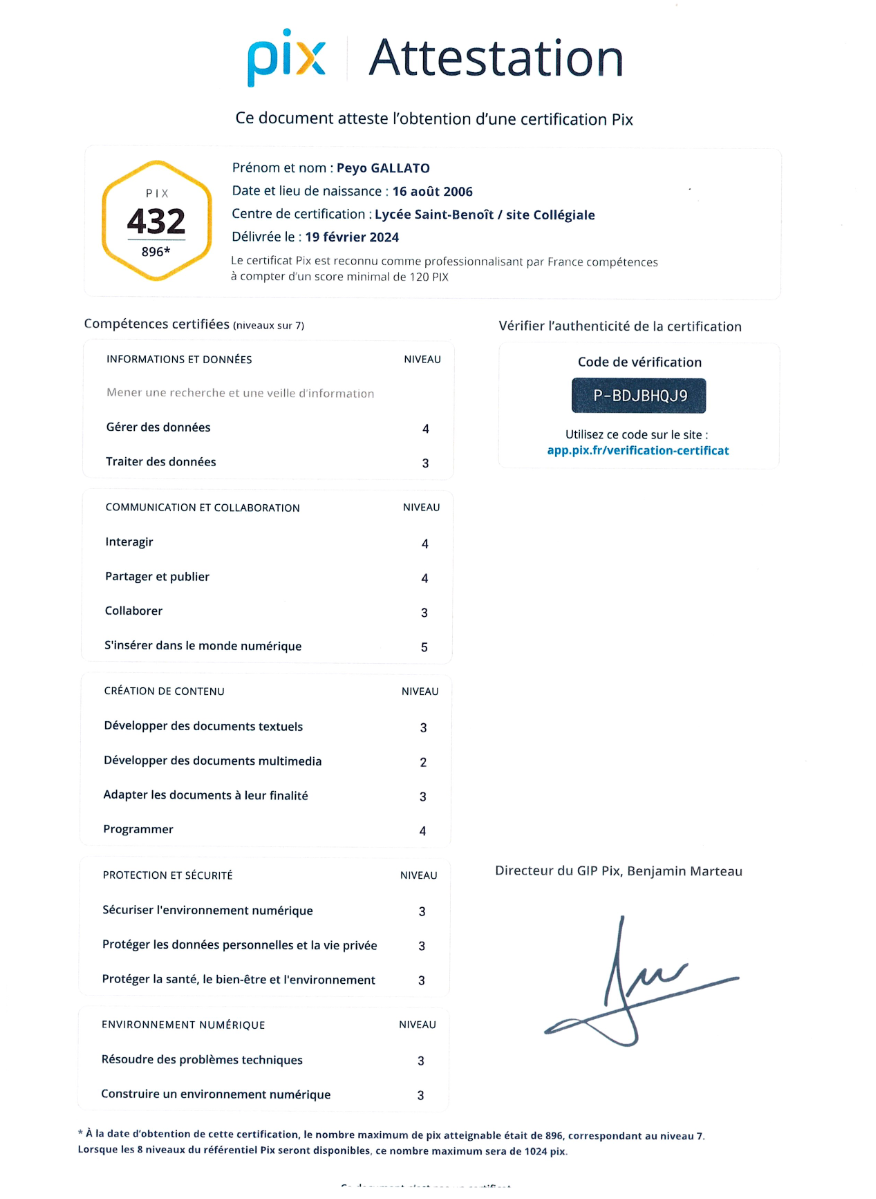 pix Attestation
Ce document atteste l'obtention d'une certification Pix
PIX
432
896*
Prénom et nom : Peyo GALLATO
Date et lieu de naissance : 16 août 2006
Centre de certification : Lycée Saint-Benoît / site Collégiale
Délivrée le : 19 février 2024
Le certificat Pix est reconnu comme professionnalisant par France compétences
à compter d'un score minimal de 120 PIX
Compétences certifiées (niveaux sur 7)
INFORMATIONS ET DONNÉES NIVEAU
Mener une recherche et une veille d'information
Gérer des données 4
Traiter des données 3
COMMUNICATION ET COLLABORATION NIVEAU
Interagir 4
Partager et publier 4
Collaborer 3
S'insérer dans le monde numérique 5
CRÉATION DE CONTENU NIVEAU
Développer des documents textuels 3
Développer des documents multimedia 2
Adapter les documents à leur finalité 3
Programmer 4
PROTECTION ET SÉCURITÉ NIVEAU
Sécuriser l'environnement numérique 3
Protéger les données personnelles et la vie privée 3
Protéger la santé, le bien-être et l'environnement 3
ENVIRONNEMENT NUMÉRIQUE NIVEAU
Résoudre des problèmes techniques 3
Construire un environnement numérique 3
Vérifier l'authenticité de la certification
Code de vérification
P-BDJBHQJ9
Utilisez ce code sur le site :
app.pix.fr/verification-certificat
Directeur du GIP Pix, Benjamin Marteau
* À la date d'obtention de cette certification, le nombre maximum de pix atteignable était de 896, correspondant au niveau 7.
Lorsque les 8 niveaux du référentiel Pix seront disponibles, ce nombre maximum sera de 1024 pix.